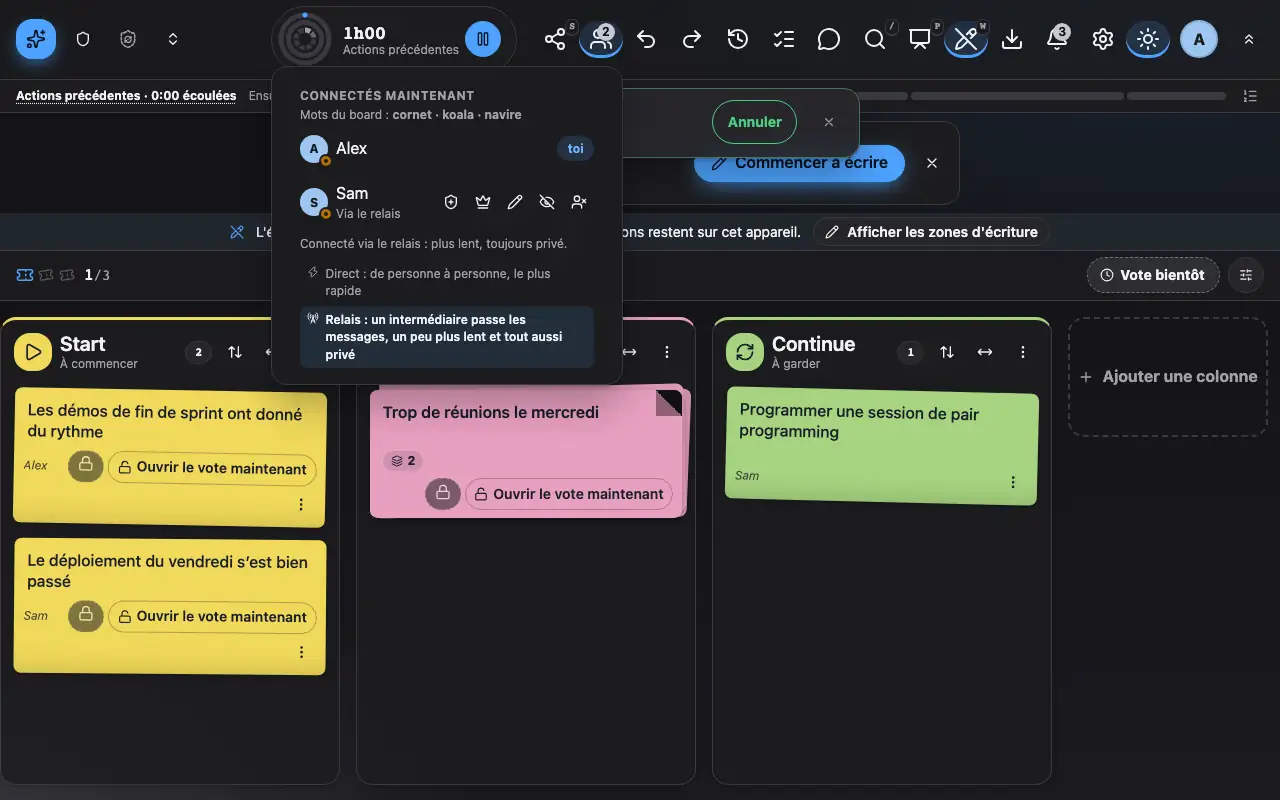 1h00
Actions précédentes
S
2
/
P
W
3
A
Actions précédentes · 0:00 écoulées
CONNECTÉS MAINTENANT
Mots du board : cornet · koala · navire
A
Alex
toi
S
Sam
Via le relais
Connecté via le relais : plus lent, toujours privé.
Direct : de personne à personne, le plus
rapide
Relais : un intermédiaire passe les
messages, un peu plus lent et tout aussi
privé
Annuler
Commencer à écrire
restent sur cet appareil.
Afficher les zones d'écriture
1/3
Vote bientôt
Start
À commencer
2
Les démos de fin de sprint ont donné
du rythme
Alex
Ouvrir le vote maintenant
Le déploiement du vendredi s’est bien
passé
Sam
Ouvrir le vote maintenant
Trop de réunions le mercredi
2
Ouvrir le vote maintenant
Continue
À garder
1
Programmer une session de pair
programming
Sam
Ajouter une colonne